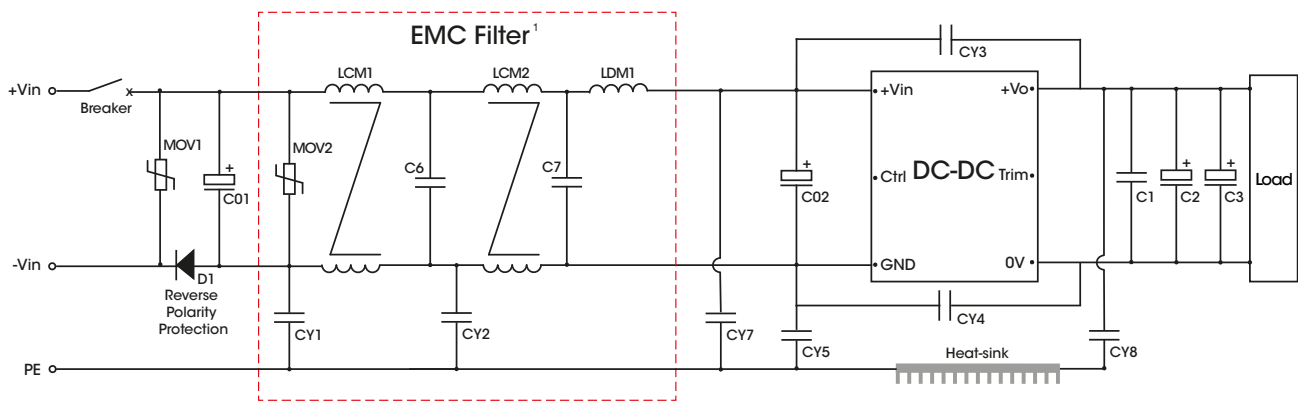 EMC Filter 1
LCM1
LCM2
LDM1
CY3
+Vin
Breaker
+Vin
+Vo
MOV1
MOV2
C6
C7
+
C01
+
C02
Ctrl
DC-DC
Trim
C1
+
C2
+
C3
Load
-Vin
D1
Reverse
Polarity
Protection
GND
0V
CY1
CY2
CY7
CY5
CY4
CY8
Heat-sink
PE